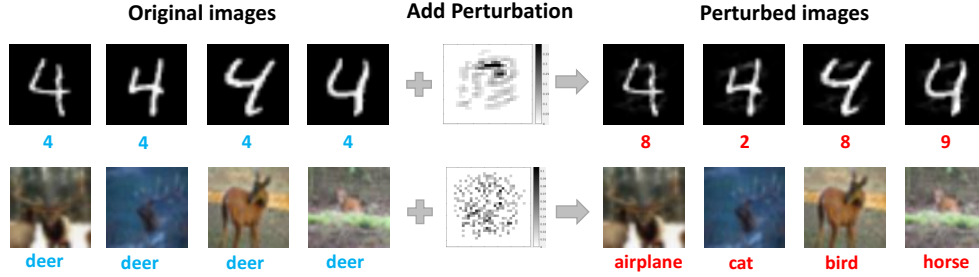 Original images Add Perturbation Perturbed images
4 4 4 4 8 2 8 9
deer deer deer deer airplane cat bird horse